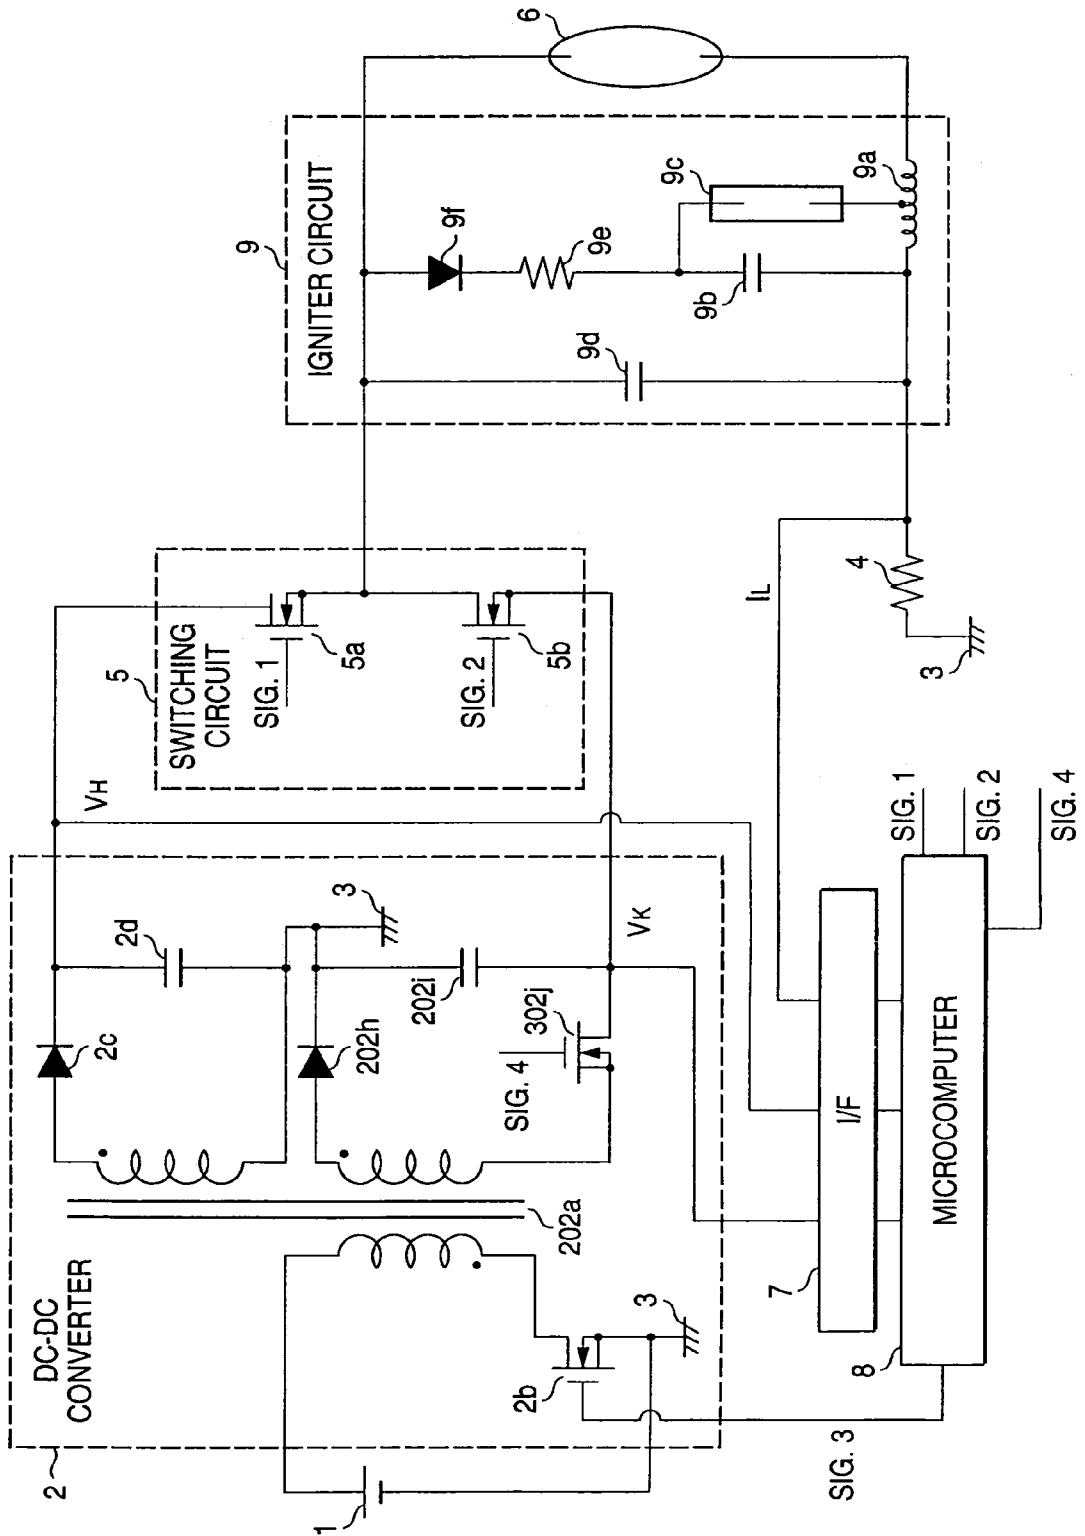 2
DC-DC
CONVERTER
1
2c
2d
VH
5
SWITCHING
CIRCUIT
SIG. 1
5a
SIG. 2
5b
9
IGNITER CIRCUIT
9f
9e
9d
9c
9b
9a
6
202a
202h
3
202i
SIG. 4
302j
VK
2b
3
SIG. 3
IL
4
3
7
I/F
8
MICROCOMPUTER
SIG. 1
SIG. 2
SIG. 4